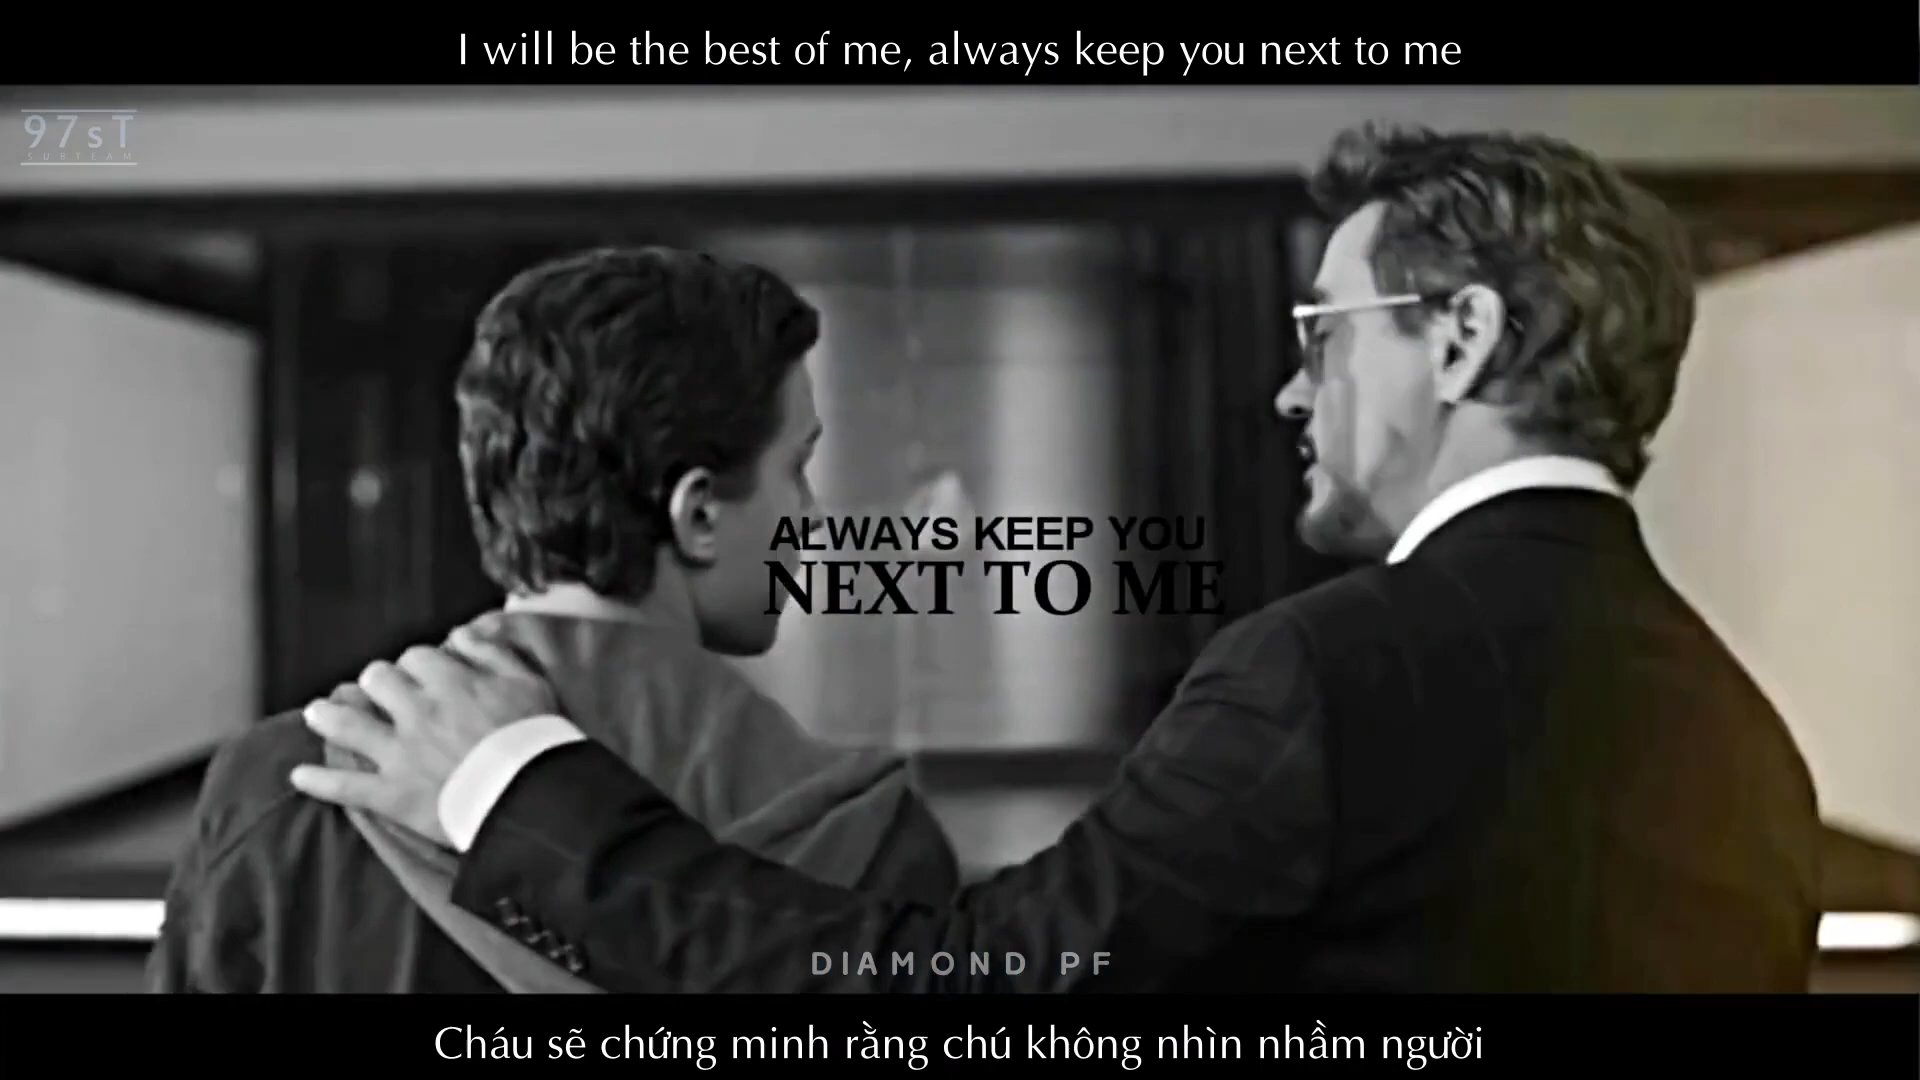 I will be the best of me, always keep you next to me
97sT
SUBTEAM
ALWAYS KEEP YOU
NEXT TO ME
DIAMOND PF
Cháu sẽ chứng minh rằng chú không nhìn nhầm người